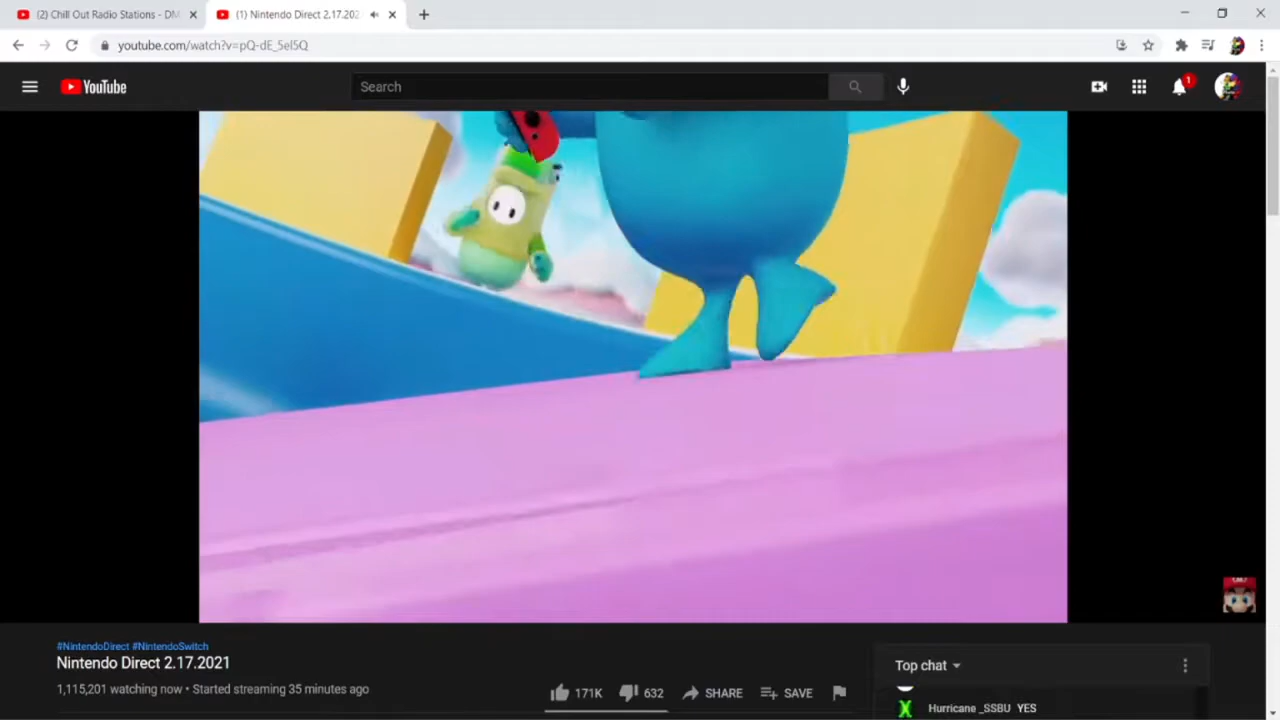 (2) Chill Out Radio Stations - DM
(1) Nintendo Direct 2.17.202
youtube.com/watch?v=pQ-dE_5eI5Q
YouTube
Search
1
#NintendoDirect #NintendoSwitch
Nintendo Direct 2.17.2021
1,115,201 watching now • Started streaming 35 minutes ago
171K
632
SHARE
SAVE
Top chat
Hurricane _SSBU YES